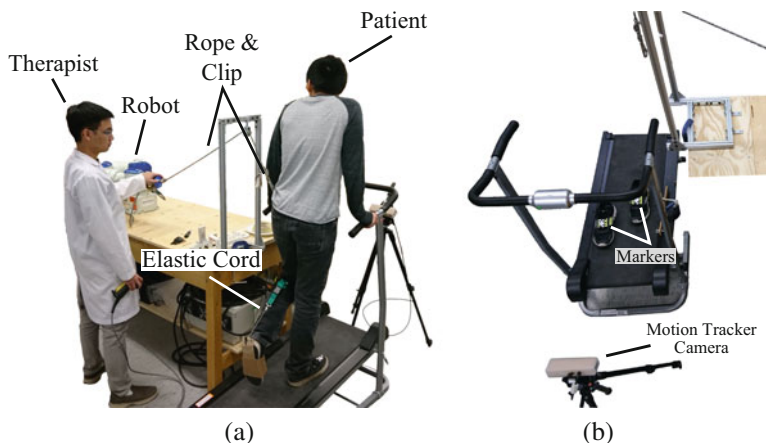 Patient
Rope &
Clip
Therapist
Robot
Elastic Cord
Markers
Motion Tracker
Camera
(a)
(b)